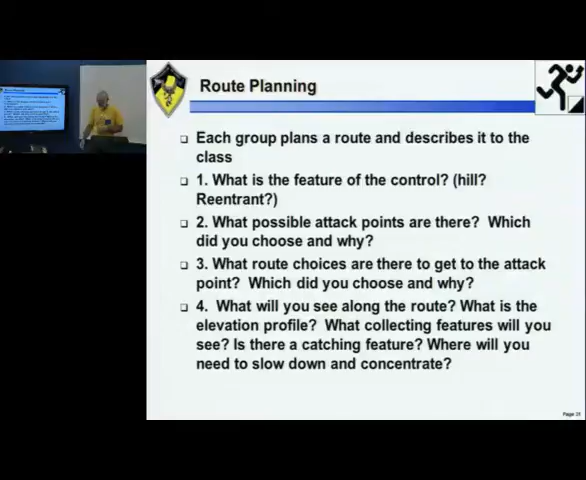 Route Planning
Each group plans a route and describes it to the
class
1. What is the feature of the control? (hill?
Reentrant?)
2. What possible attack points are there? Which
did you choose and why?
3. What route choices are there to get to the attack
point? Which did you choose and why?
4. What will you see along the route? What is the
elevation profile? What collecting features will you
see? Is there a catching feature? Where will you
need to slow down and concentrate?